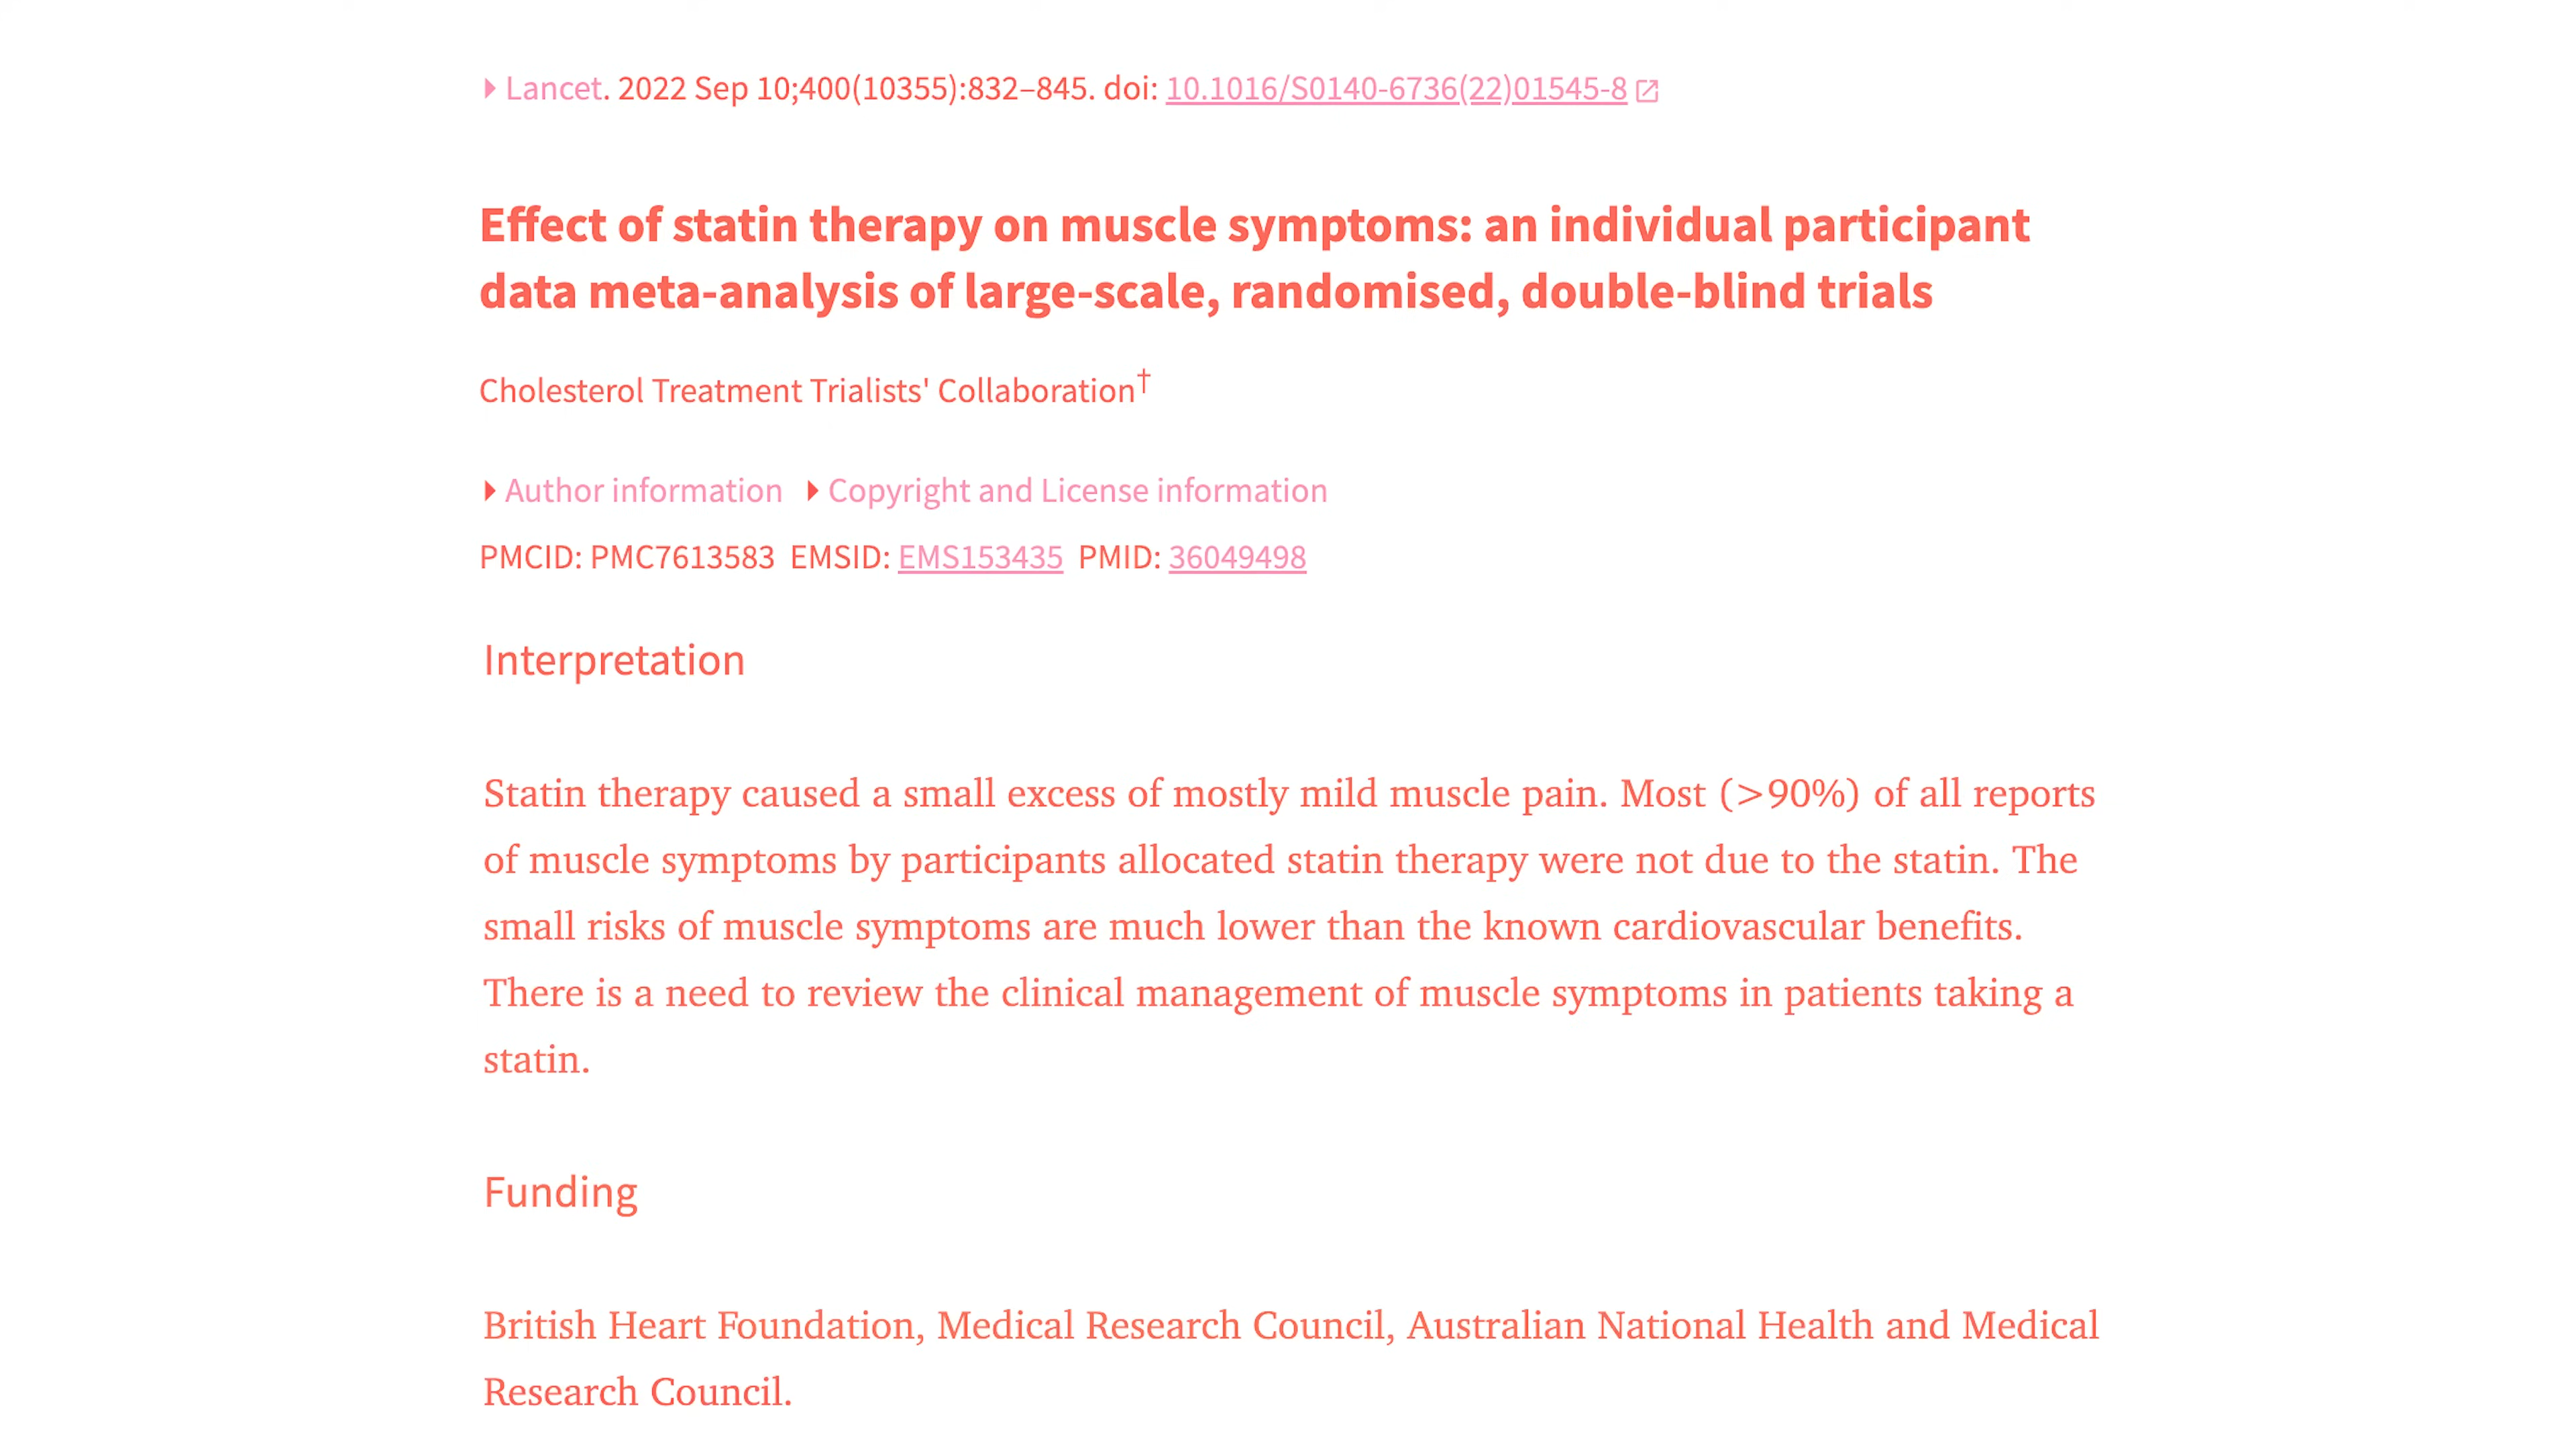 Lancet. 2022 Sep 10;400(10355):832–845. doi: 10.1016/S0140-6736(22)01545-8
Effect of statin therapy on muscle symptoms: an individual participant
data meta-analysis of large-scale, randomised, double-blind trials
Cholesterol Treatment Trialists' Collaboration†
Author information Copyright and License information
PMCID: PMC7613583 EMSID: EMS153435 PMID: 36049498
Interpretation
Statin therapy caused a small excess of mostly mild muscle pain. Most (>90%) of all reports
of muscle symptoms by participants allocated statin therapy were not due to the statin. The
small risks of muscle symptoms are much lower than the known cardiovascular benefits.
There is a need to review the clinical management of muscle symptoms in patients taking a
statin.
Funding
British Heart Foundation, Medical Research Council, Australian National Health and Medical
Research Council.